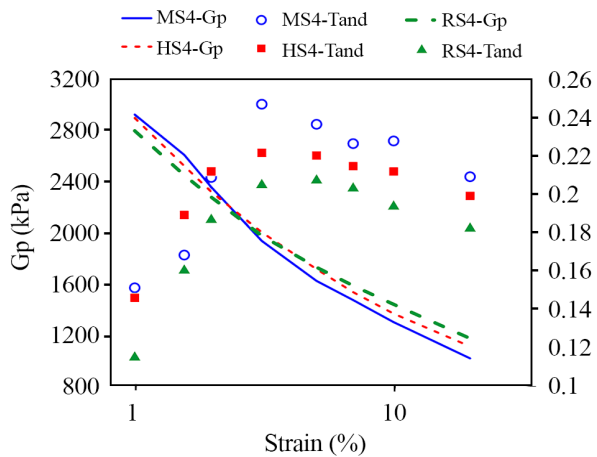 MS4-Gp MS4-Tand RS4-Gp
HS4-Gp HS4-Tand RS4-Tand
3200 0.26
2800 0.24
0.22
2400 0.2
2000 0.18
1600 0.16
0.14
1200 0.12
800 0.1
Gp (kPa)
1 10
Strain (%)